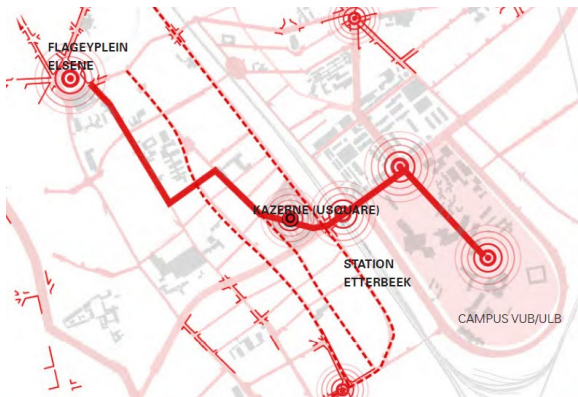 FLAGEYPLEIN
ELSENE
KAZERNE (USQUARE)
STATION
ETTERBEEK
CAMPUS VUB/ULB